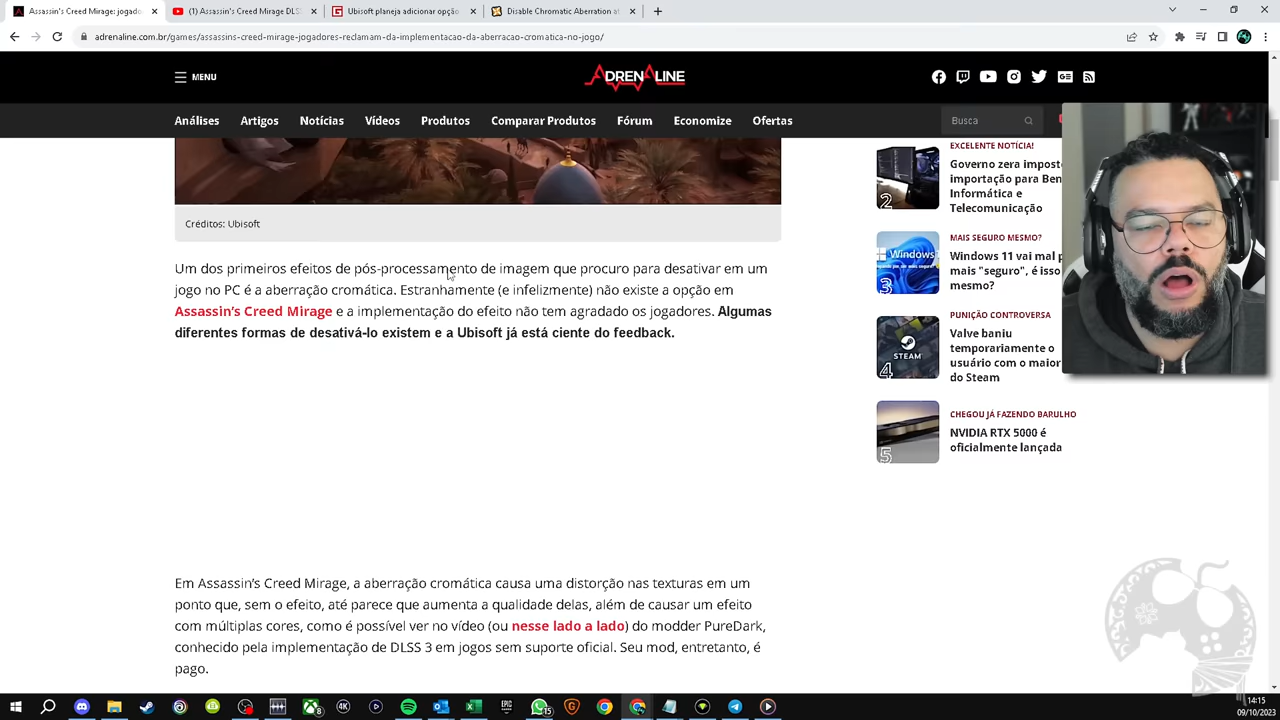 Assassin's Creed Mirage: jogado
(1) Assassin's Creed Mirage DLS
Ubisoft planeja adicionar opção
Disable Chromatic Aberration at
adrenaline.com.br/games/assassins-creed-mirage-jogadores-reclamam-da-implementacao-da-aberracao-cromatica-no-jogo/
MENU
ADRENALINE
Análises
Artigos
Notícias
Vídeos
Produtos
Comparar Produtos
Fórum
Economize
Ofertas
Busca
Créditos: Ubisoft
Um dos primeiros efeitos de pós-processamento de imagem que procuro para desativar em um
jogo no PC é a aberração cromática. Estranhamente (e infelizmente) não existe a opção em
Assassin's Creed Mirage e a implementação do efeito não tem agradado os jogadores. Algumas
diferentes formas de desativá-lo existem e a Ubisoft já está ciente do feedback.
Em Assassin's Creed Mirage, a aberração cromática causa uma distorção nas texturas em um
ponto que, sem o efeito, até parece que aumenta a qualidade delas, além de causar um efeito
com múltiplas cores, como é possível ver no vídeo (ou nesse lado a lado) do modder PureDark,
conhecido pela implementação de DLSS 3 em jogos sem suporte oficial. Seu mod, entretanto, é
pago.
EXCELENTE NOTÍCIA!
Governo zera impost
importação para Ben
Informática e
Telecomunicação
2
MAIS SEGURO MESMO?
Windows 11 vai mal p
mais "seguro", é isso
mesmo?
Windows
3
PUNIÇÃO CONTROVERSA
Valve baniu
temporariamente o
usuário com o maior
do Steam
STEAM
4
CHEGOU JÁ FAZENDO BARULHO
NVIDIA RTX 5000 é
oficialmente lançada
5
14:15
09/10/2023